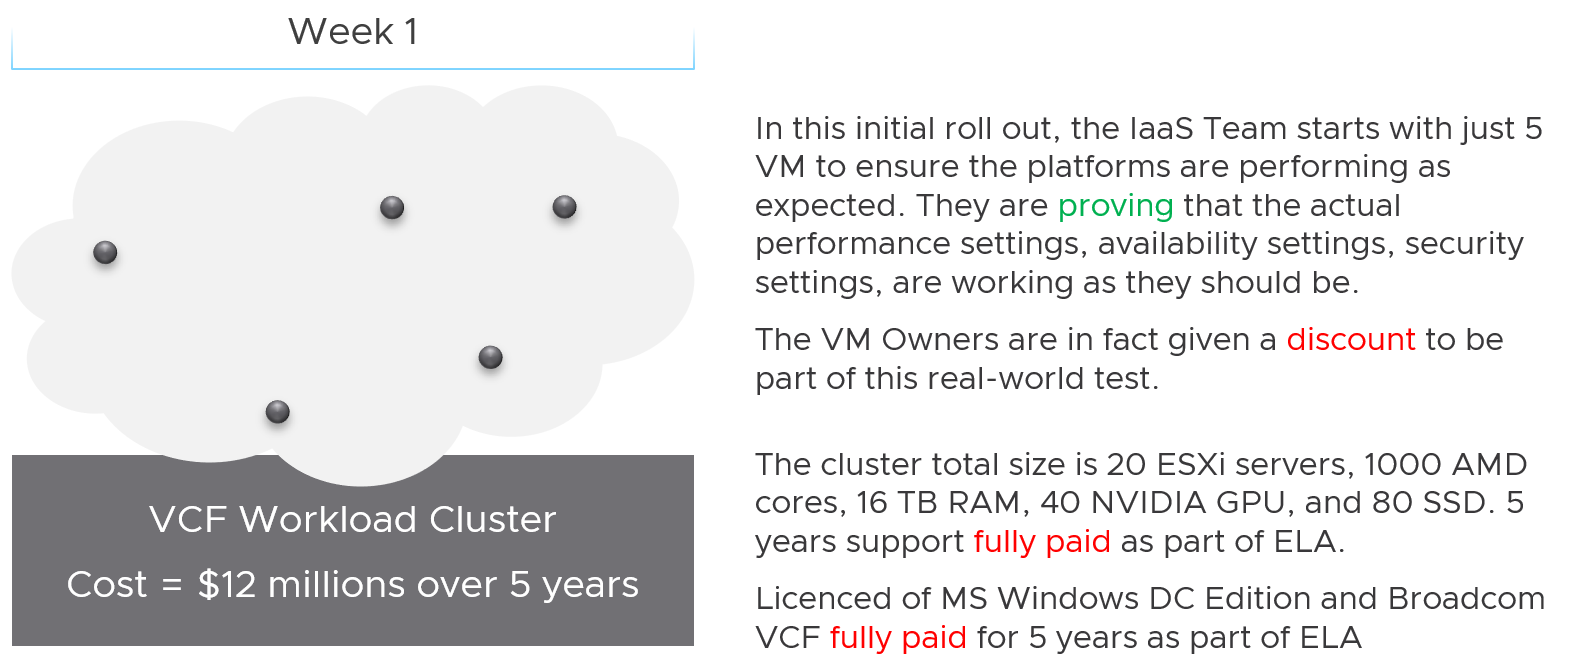 Week 1
In this initial roll out, the IaaS Team starts with just 5
VM to ensure the platforms are performing as
expected. They are proving that the actual
performance settings, availability settings, security
settings, are working as they should be.
The VM Owners are in fact given a discount to be
part of this real-world test.
The cluster total size is 20 ESXi servers, 1000 AMD
cores, 16 TB RAM, 40 NVIDIA GPU, and 80 SSD. 5
years support fully paid as part of ELA.
Licenced of MS Windows DC Edition and Broadcom
VCF fully paid for 5 years as part of ELA
VCF Workload Cluster
Cost = $12 millions over 5 years